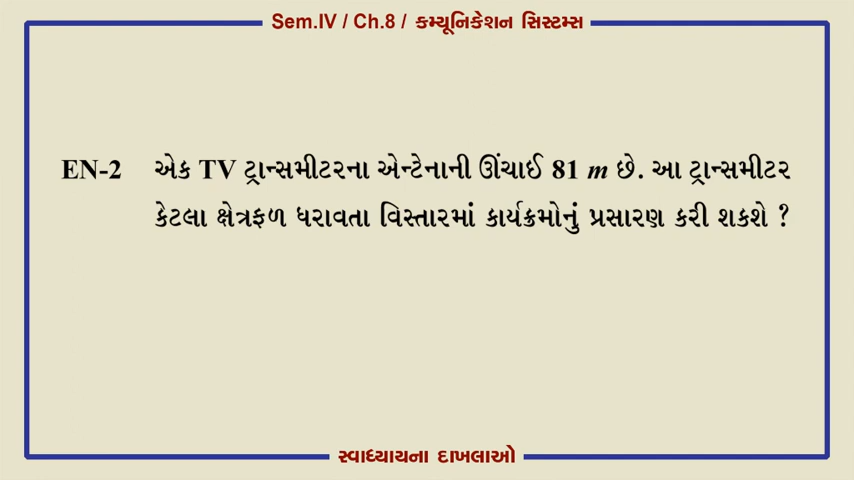 Sem.IV / Ch.8 / કમ્યૂનિકેશન સિસ્ટમ્સ
EN-2 એક TV ટ્રાન્સમીટરના એન્ટેનાની ઊંચાઈ 81 m છે. આ ટ્રાન્સમીટર
કેટલા ક્ષેત્રફળ ધરાવતા વિસ્તારમાં કાર્યક્રમોનું પ્રસારણ કરી શકશે ?
સ્વાધ્યાયના દાખલાઓ